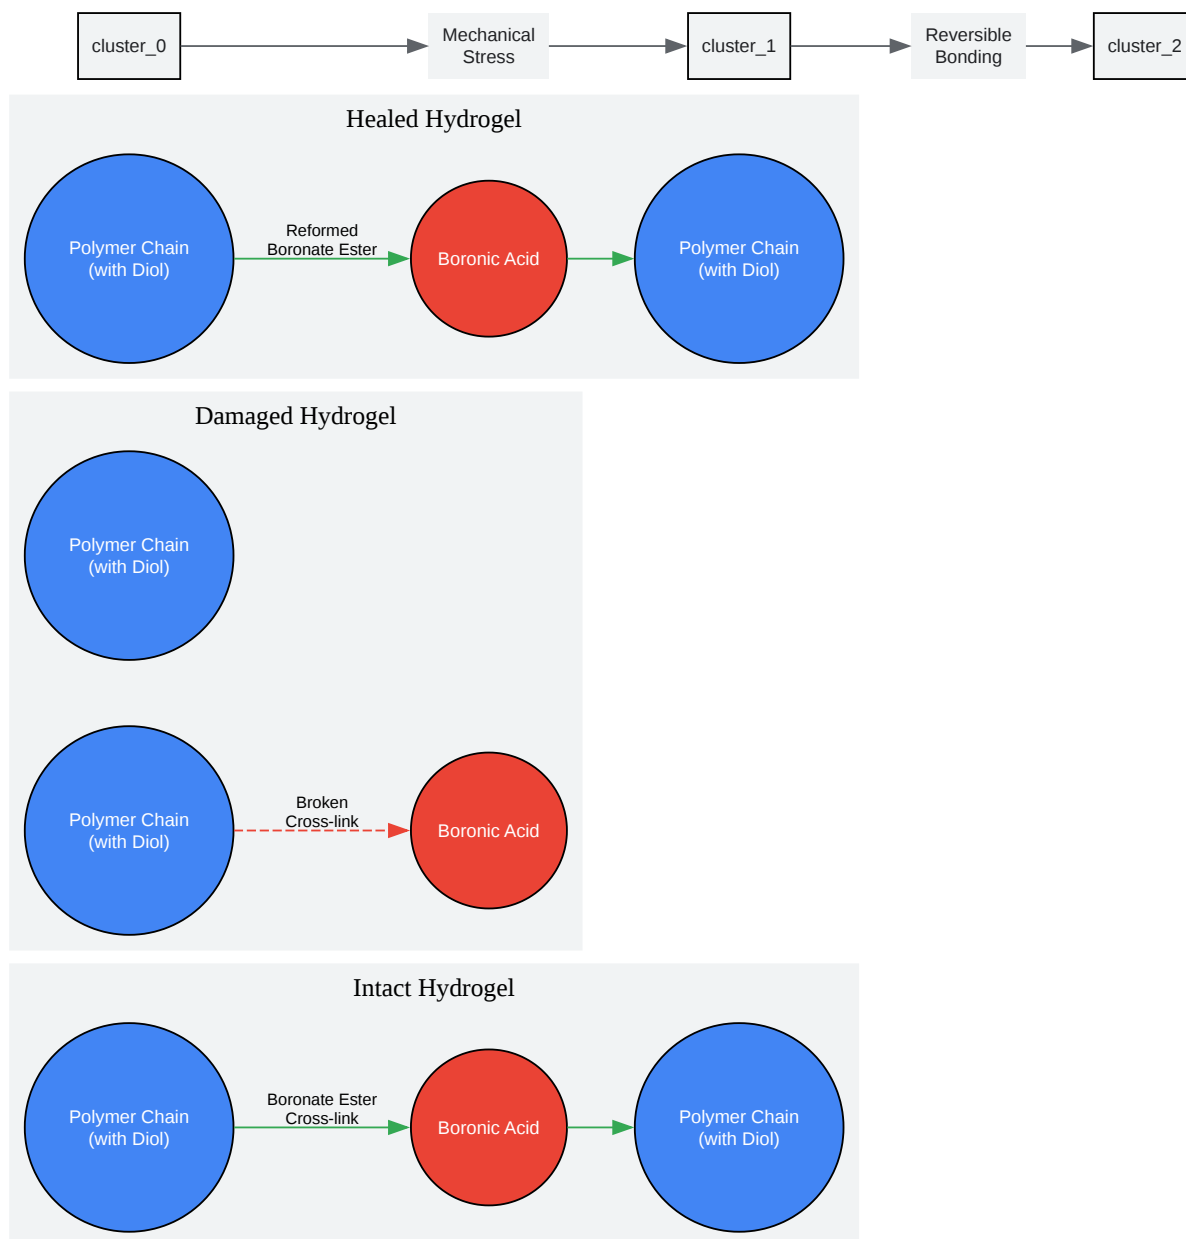 cluster_0
Mechanical
Stress
cluster_1
Reversible
Bonding
cluster_2
Healed Hydrogel
Polymer Chain
(with Diol)
Reformed
Boronate Ester
Boronic Acid
Polymer Chain
(with Diol)
Damaged Hydrogel
Polymer Chain
(with Diol)
Polymer Chain
(with Diol)
Broken
Cross-link
Boronic Acid
Intact Hydrogel
Polymer Chain
(with Diol)
Boronate Ester
Cross-link
Boronic Acid
Polymer Chain
(with Diol)